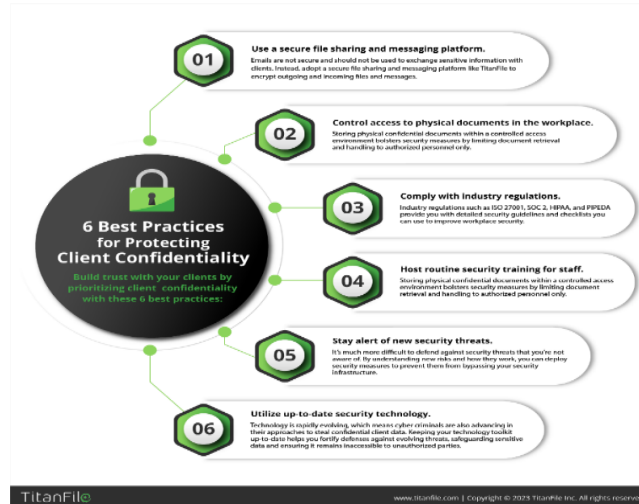 01
Use a secure file sharing and messaging platform.
Emails are not secure and should not be used to exchange sensitive information with
clients. Instead, adopt a secure file sharing and messaging platform like TitanFile to
encrypt outgoing and incoming files and messages.
02
Control access to physical documents in the workplace.
Storing physical confidential documents within a controlled access
environment bolsters security measures by limiting document retrieval
and handling to authorized personnel only.
6 Best Practices
for Protecting
Client Confidentiality
Build trust with your clients by
prioritizing client confidentiality
with these 6 best practices:
03
Comply with industry regulations.
Industry regulations such as ISO 27001, SOC 2, HIPAA, and PIPEDA
provide you with detailed security guidelines and checklists you
can use to improve workplace security.
04
Host routine security training for staff.
Storing physical confidential documents within a controlled access
environment bolsters security measures by limiting document
retrieval and handling to authorized personnel only.
05
Stay alert of new security threats.
It's much more difficult to defend against security threats that you're not
aware of. By understanding new risks and how they work, you can deploy
security measures to prevent them from bypassing your security
infrastructure.
06
Utilize up-to-date security technology.
Technology is rapidly evolving, which means cyber criminals are also advancing in
their approaches to steal confidential client data. Keeping your technology toolkit
up-to-date helps you fortify defenses against evolving threats, safeguarding sensitive
data and ensuring it remains inaccessible to unauthorized parties.
TitanFile
www.titanfile.com | Copyright © 2023 TitanFile Inc. All rights reserve